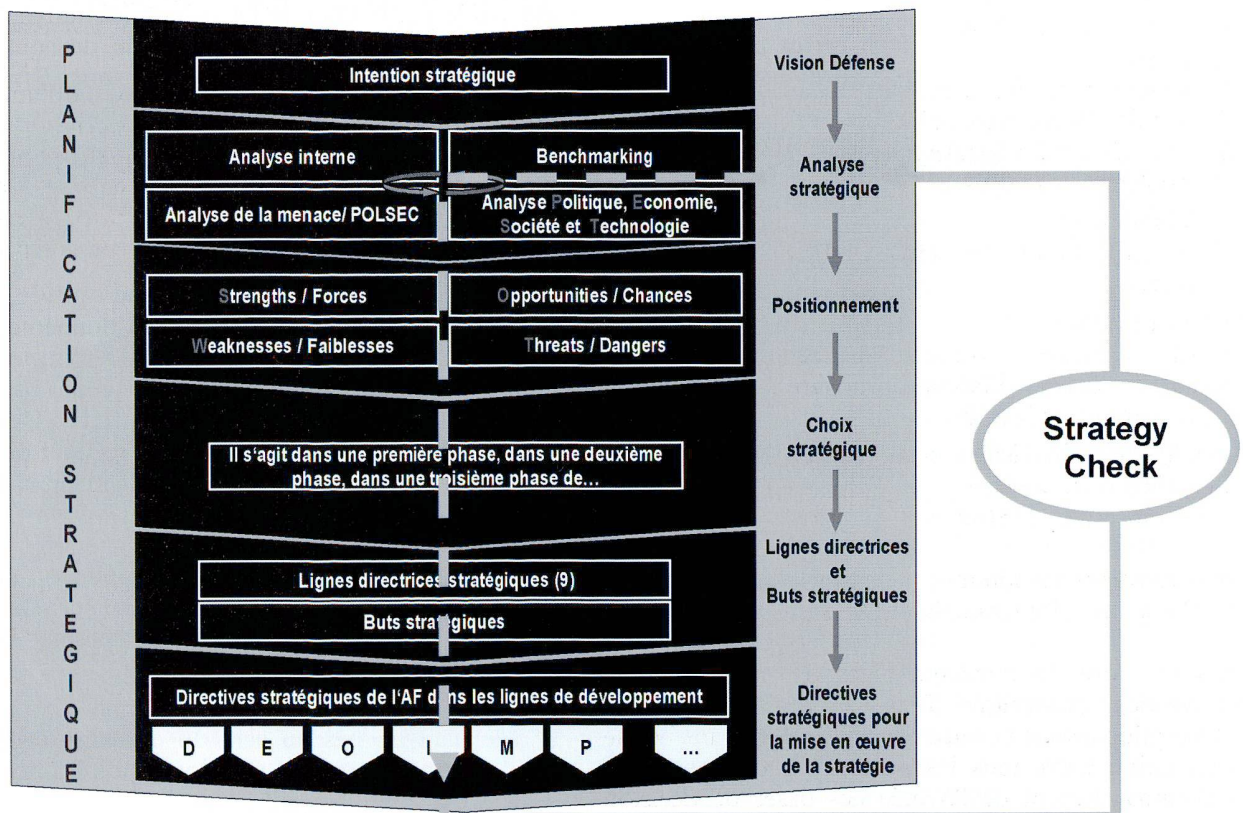 PLANIFICATION STRATEGIQUE
Intention stratégique
Vision Défense
Analyse interne
Benchmarking
Analyse de la menace/ POLSEC
Analyse Politique, Economie,
Société et Technologie
Analyse
stratégique
Strengths / Forces
Opportunities / Chances
Weaknesses / Faiblesses
Threats / Dangers
Positionnement
Il s'agit dans une première phase, dans une deuxième
phase, dans une troisième phase de...
Choix
stratégique
Lignes directrices stratégiques (9)
Buts stratégiques
Lignes directrices
et
Buts stratégiques
Directives stratégiques de l'AF dans les lignes de développement
D E O I M P ...
Directives
stratégiques pour
la mise en œuvre
de la stratégie
Strategy
Check